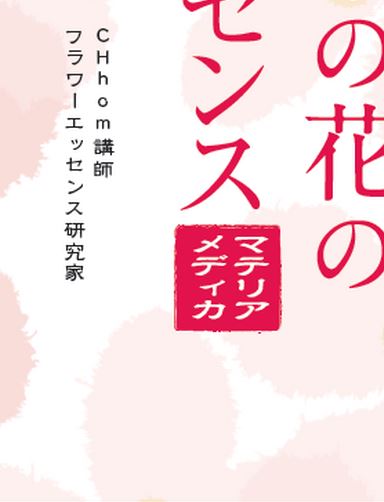 の花の
センス
マテリア
メディカ
CHhom講師
フラワーエッセンス研究家